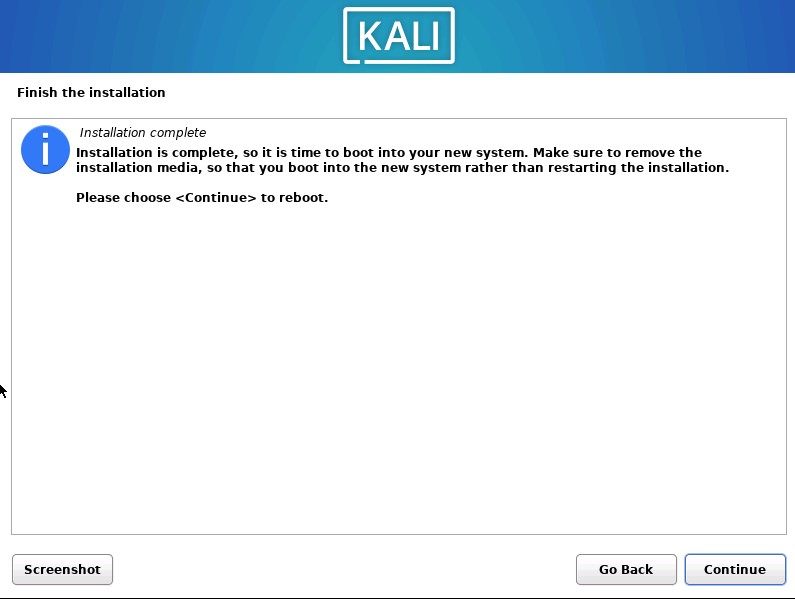 KALI
Finish the installation
Installation complete
Installation is complete, so it is time to boot into your new system. Make sure to remove the
installation media, so that you boot into the new system rather than restarting the installation.
Please choose <Continue> to reboot.
Screenshot
Go Back
Continue